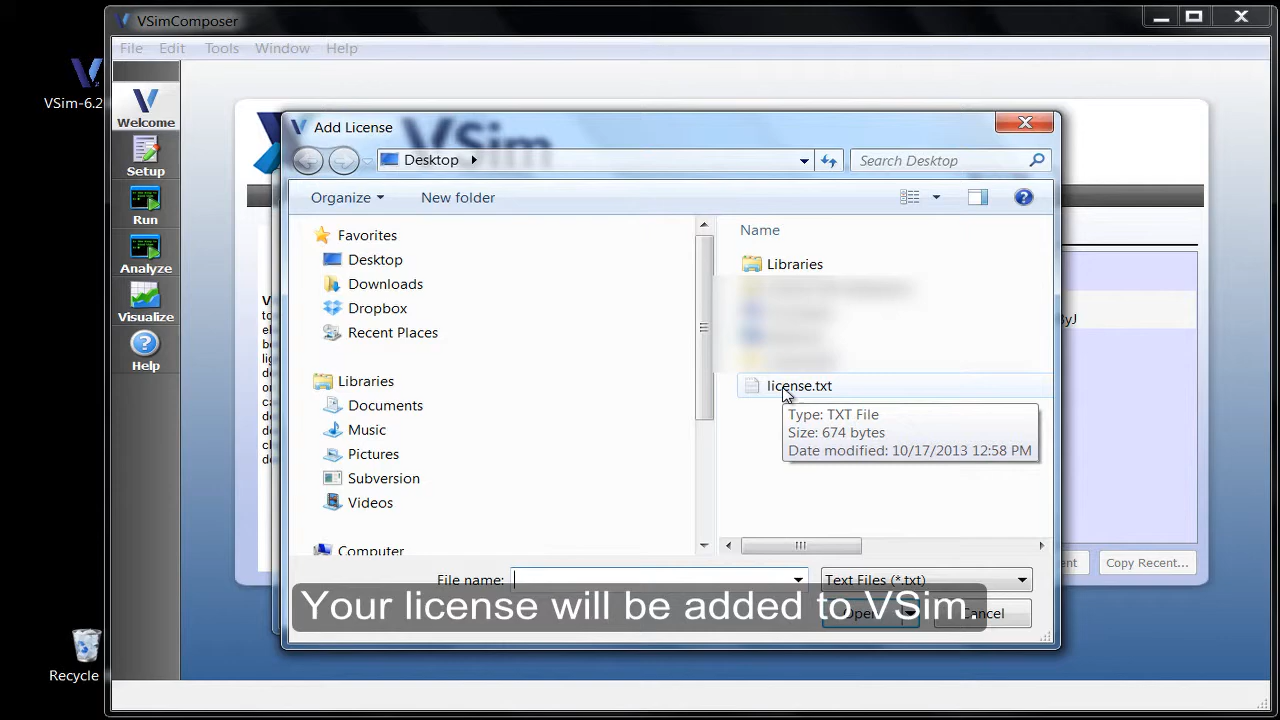 VSimComposer
File Edit Tools Window Help
VSim-6.2
Welcome
Setup
Run
Analyze
Visualize
Help
Recycle
Add License
Desktop
Search Desktop
Organize
New folder
Favorites
Desktop
Downloads
Dropbox
Recent Places
Libraries
Documents
Music
Pictures
Subversion
Videos
Computer
Name
Libraries
license.txt
Type: TXT File
Size: 674 bytes
Date modified: 10/17/2013 12:58 PM
File name:
Text Files (*.txt)
Open
Cancel
Copy Recent...
Your license will be added to VSim.